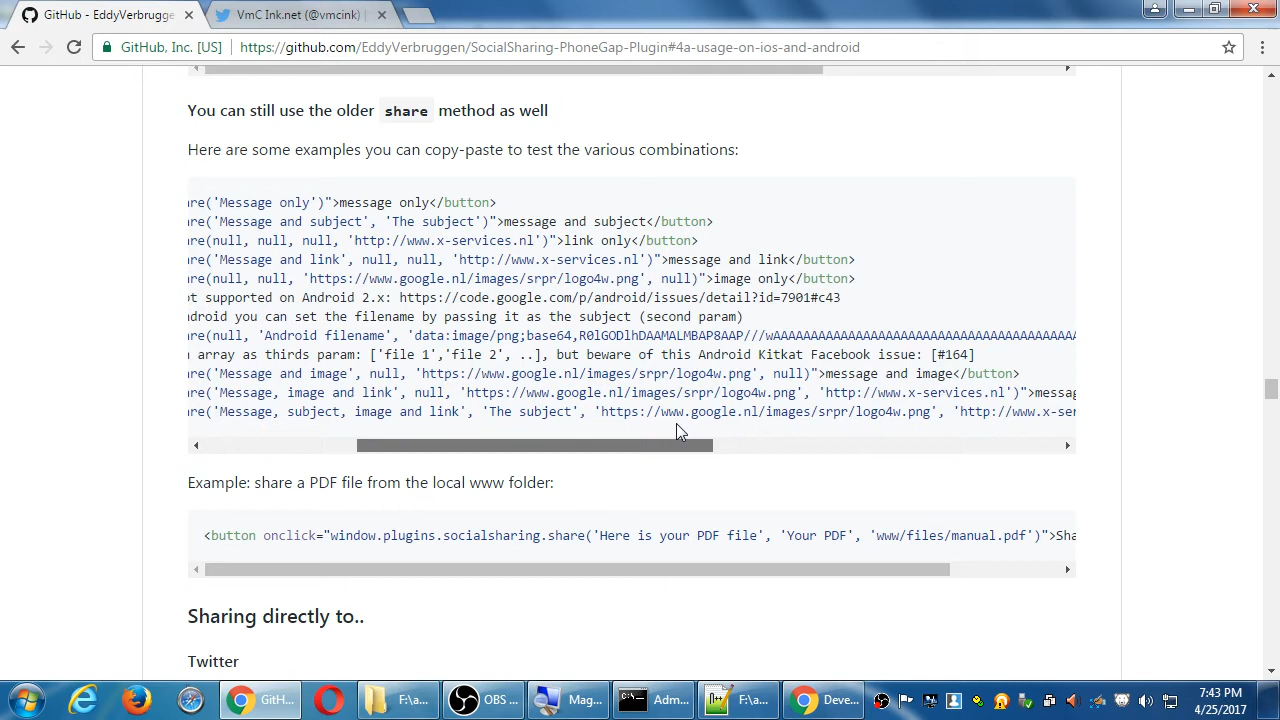 GitHub - EddyVerbrugge
VmC Ink.net (@vmcink) |
GitHub, Inc. [US]
https://github.com/EddyVerbruggen/SocialSharing-PhoneGap-Plugin#4a-usage-on-ios-and-android
You can still use the older share method as well
Here are some examples you can copy-paste to test the various combinations:
are('Message only')">message only</button>
are('Message and subject', 'The subject')">message and subject</button>
are(null, null, null, 'http://www.x-services.nl')">link only</button>
are('Message and link', null, null, 'http://www.x-services.nl')">message and link</button>
are(null, null, 'https://www.google.nl/images/srpr/logo4w.png', null)">image only</button>
ot supported on Android 2.x: https://code.google.com/p/android/issues/detail?id=7901#c43
ndroid you can set the filename by passing it as the subject (second param)
are(null, 'Android filename', 'data:image/png;base64,R0lGODlhDAAMALMBAP8AAP///wAAAAAAAAAAAAAAAAAAAAAAAAAAAAAAAAAAAAAA
n array as thirds param: ['file 1','file 2', ..], but beware of this Android Kitkat Facebook issue: [#164]
are('Message and image', null, 'https://www.google.nl/images/srpr/logo4w.png', null)">message and image</button>
are('Message, image and link', null, 'https://www.google.nl/images/srpr/logo4w.png', 'http://www.x-services.nl')">messag
are('Message, subject, image and link', 'The subject', 'https://www.google.nl/images/srpr/logo4w.png', 'http://www.x-ser
Example: share a PDF file from the local www folder:
<button onclick="window.plugins.socialsharing.share('Here is your PDF file', 'Your PDF', 'www/files/manual.pdf')">Sha
Sharing directly to..
Twitter
GitH...
F:\a...
OBS ...
Mag...
Adm...
F:\a...
Deve...
7:43 PM
4/25/2017